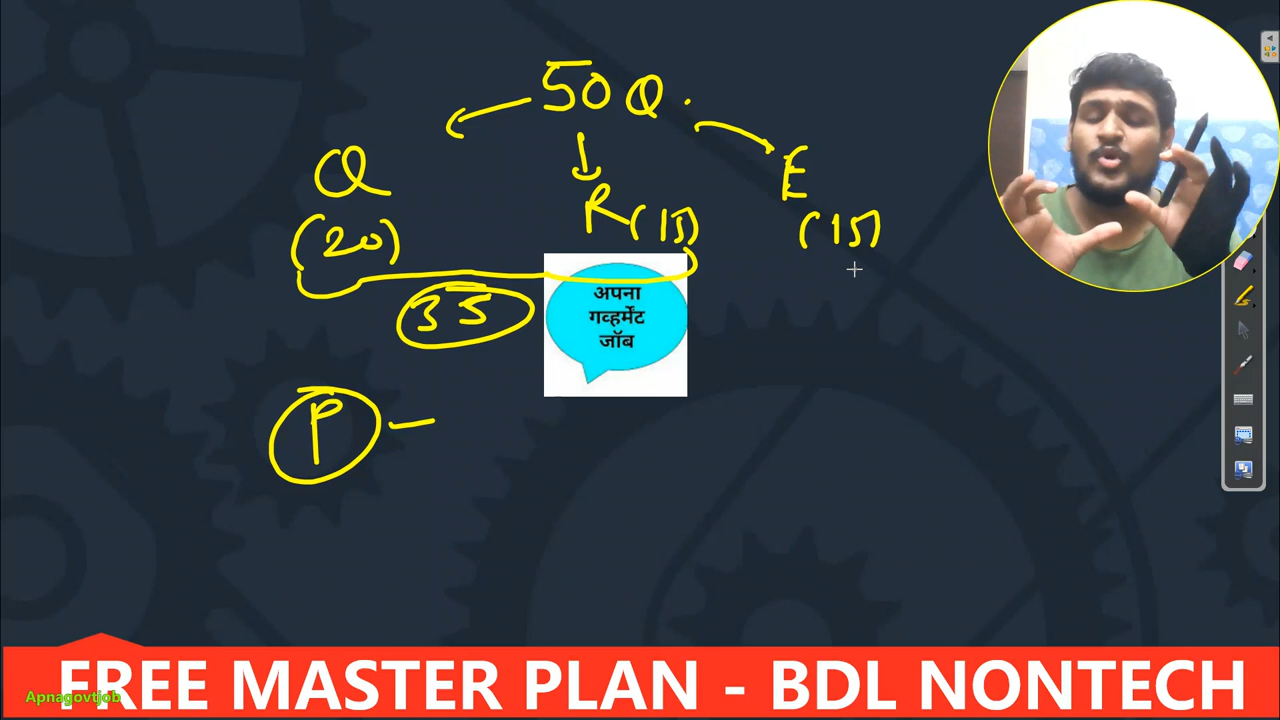 50 Q.
Q
(20)
R (15)
E
(15)
35
अपना
गव्हर्मेंट
जॉब
P –
FREE MASTER PLAN - BDL NONTECH
Apnagovtjob